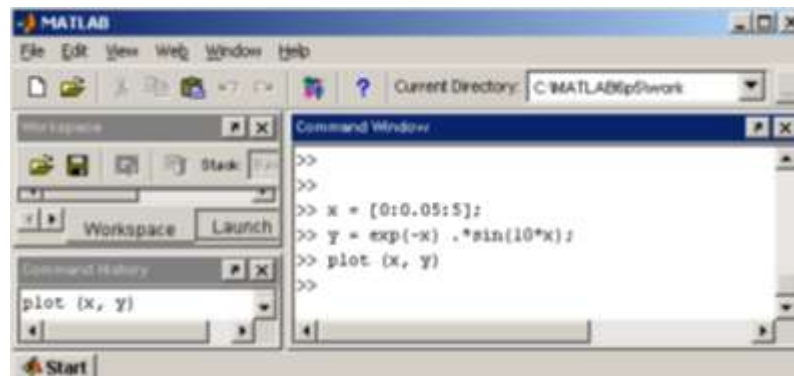 MATLAB
File Edit View Web Window Help
? Current Directory: C:\MATLAB6p5\work
Workspace
Stack:
Workspace Launch
Command History
plot (x, y)
Command Window
>>
>>
>> x = [0:0.05:5];
>> y = exp(-x) .*sin(10*x);
>> plot (x, y)
>>
Start